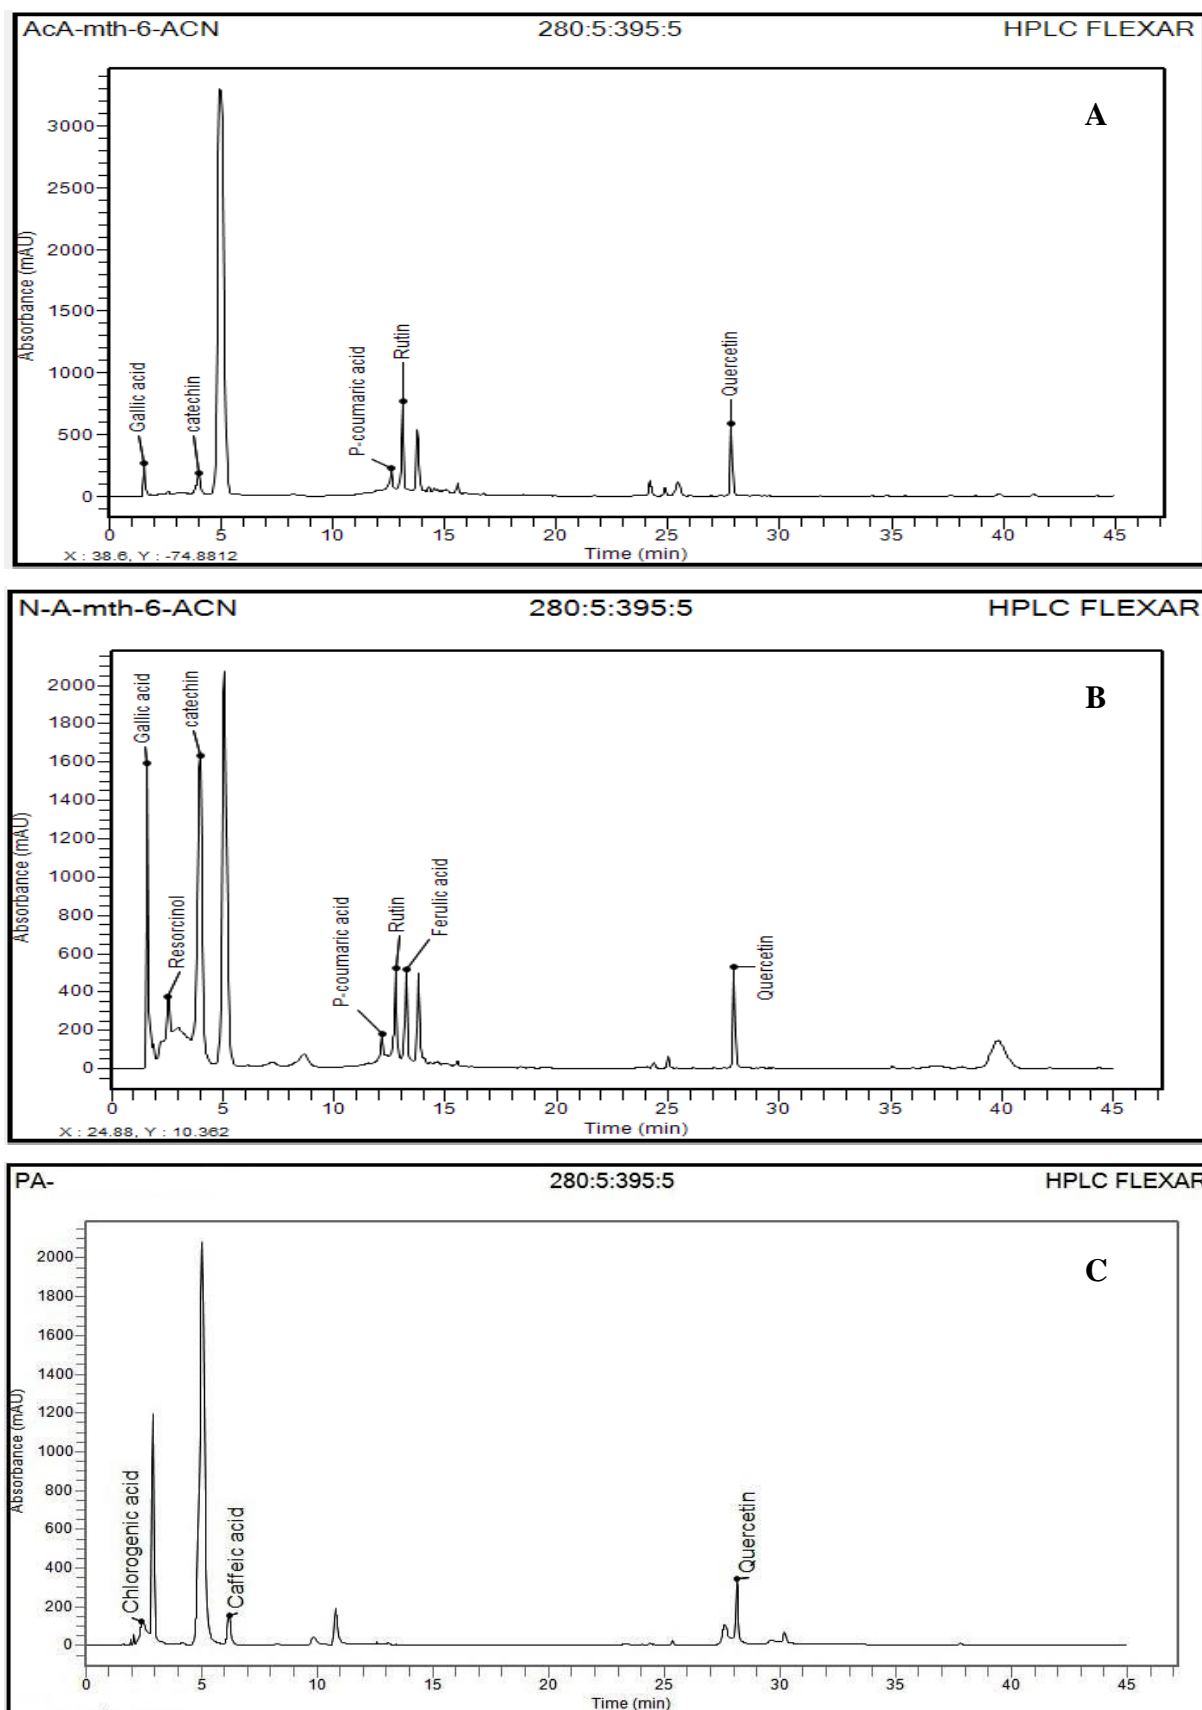 AcA-mth-6-ACN 280:5:395:5 HPLC FLEXAR
A
Absorbance (mAU)
3000
2500
2000
1500
1000
500
0
Gallic acid
catechin
P-coumaric acid
Rutin
Quercetin
0 5 10 15 20 25 30 35 40 45
Time (min)
X : 38.6, Y : -74.8812
N-A-mth-6-ACN 280:5:395:5 HPLC FLEXAR
B
Absorbance (mAU)
2000
1800
1600
1400
1200
1000
800
600
400
200
0
Gallic acid
Resorcinol
catechin
P-coumaric acid
Rutin
Ferulic acid
Quercetin
0 5 10 15 20 25 30 35 40 45
Time (min)
X : 24.88, Y : 10.362
PA- 280:5:395:5 HPLC FLEXAR
C
Absorbance (mAU)
2000
1800
1600
1400
1200
1000
800
600
400
200
0
Chlorogenic acid
Caffeic acid
Quercetin
0 5 10 15 20 25 30 35 40 45
Time (min)